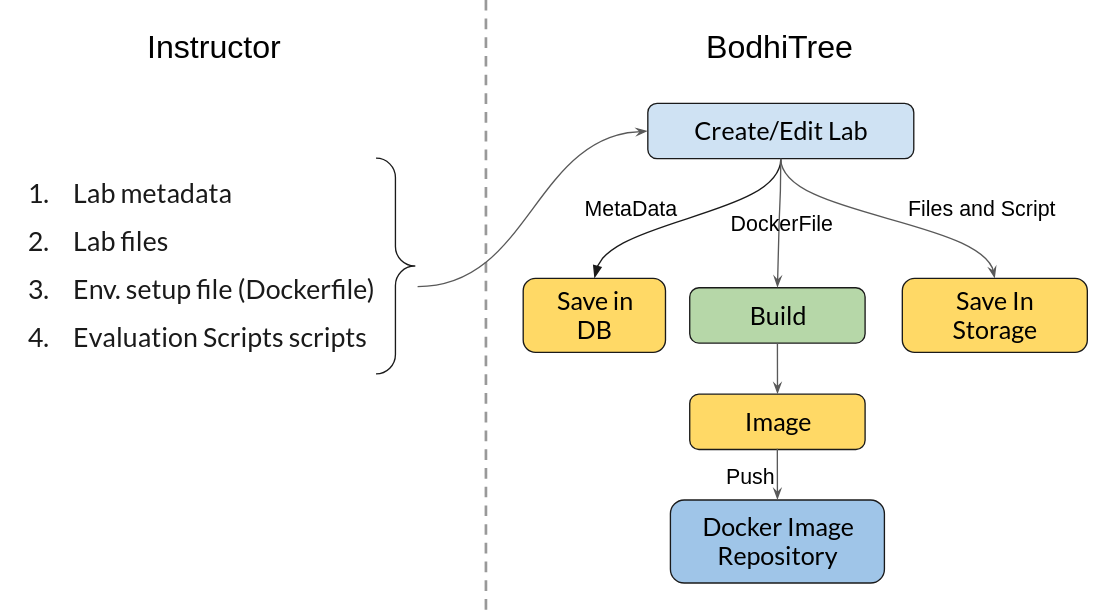 Instructor
BodhiTree
1. Lab metadata
2. Lab files
3. Env. setup file (Dockerfile)
4. Evaluation Scripts scripts
Create/Edit Lab
MetaData
DockerFile
Files and Script
Save in
DB
Build
Save In
Storage
Image
Push
Docker Image
Repository